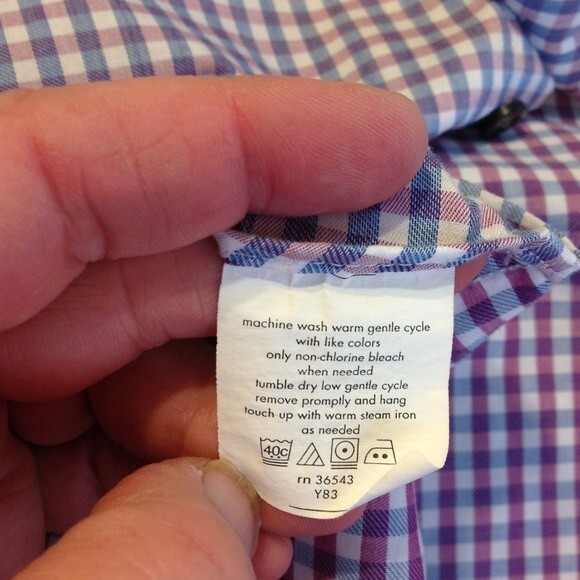 machine wash warm gentle cycle
with like colors
only non-chlorine bleach
when needed
tumble dry low gentle cycle
remove promptly and hang
touch up with warm steam iron
as needed
40c
rn 36543
Y83